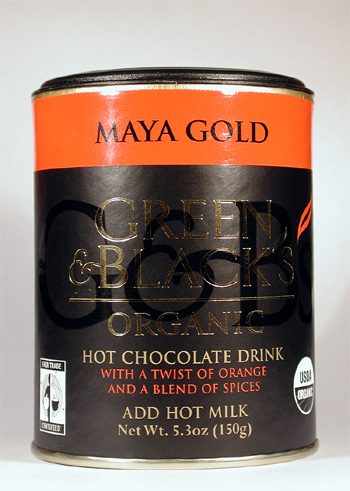 MAYA GOLD
GREEN
& BLACK'S
ORGANIC
HOT CHOCOLATE DRINK
WITH A TWIST OF ORANGE
AND A BLEND OF SPICES
ADD HOT MILK
Net Wt. 5.3oz (150g)
FAIR TRADE
CERTIFIED
USDA
ORGANIC